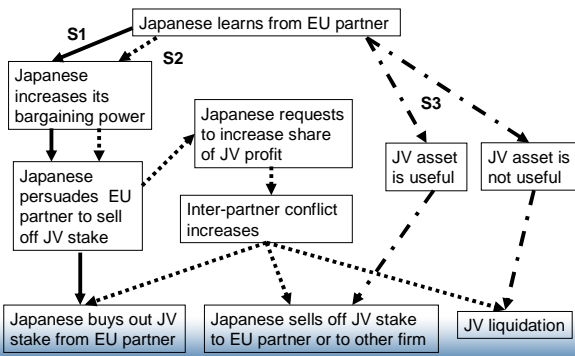 Japanese learns from EU partner
S1
S2
S3
Japanese
increases its
bargaining power
Japanese requests
to increase share
of JV profit
JV asset
is useful
JV asset is
not useful
Japanese
persuades EU
partner to sell
off JV stake
Inter-partner conflict
increases
Japanese buys out JV
stake from EU partner
Japanese sells off JV stake
to EU partner or to other firm
JV liquidation